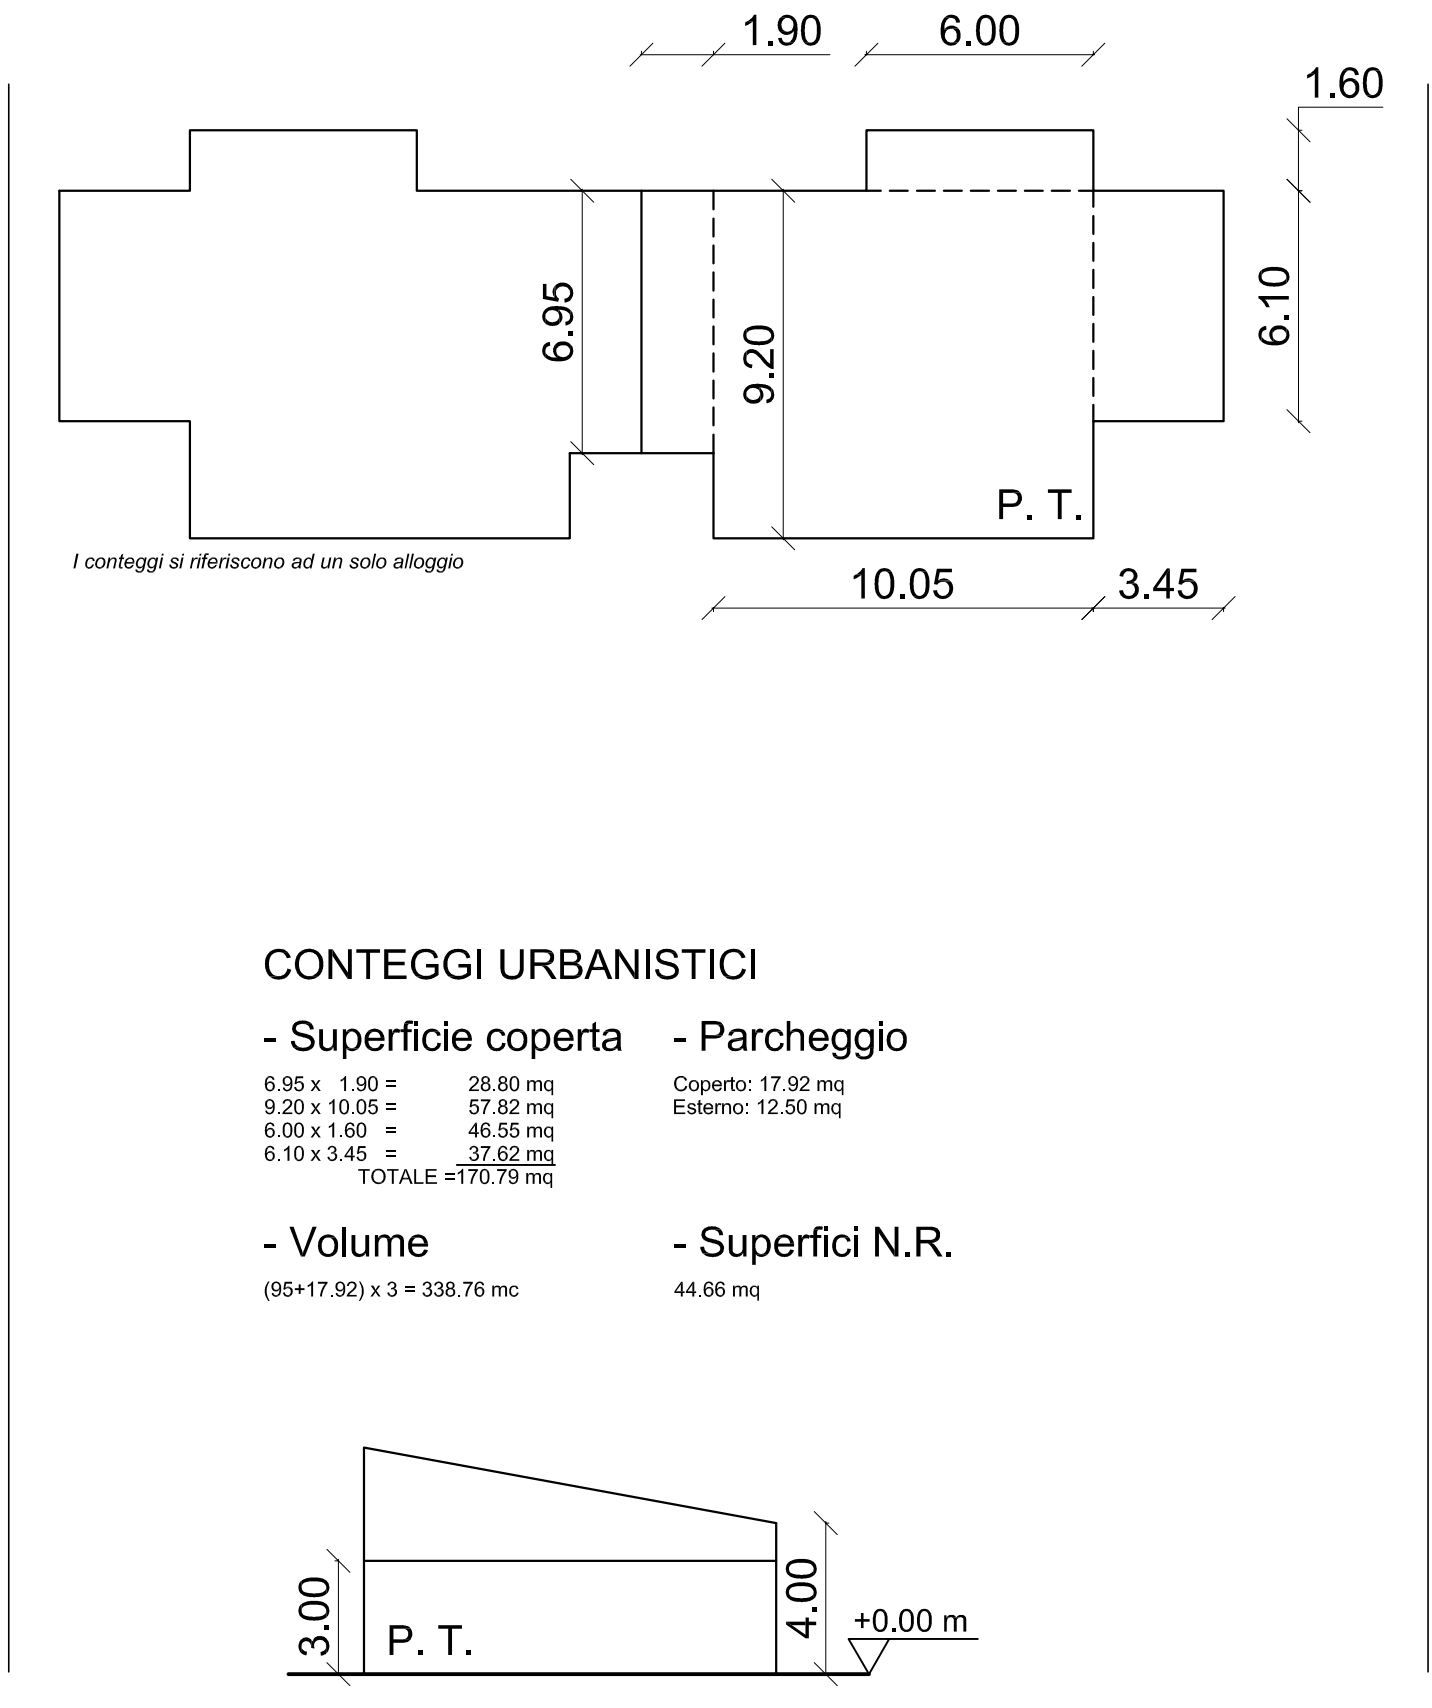 1.90
6.00
1.60
6.95
9.20
6.10
P. T.
I conteggi si riferiscono ad un solo alloggio
10.05
3.45
CONTEGGI URBANISTICI
- Superficie coperta
6.95 x 1.90 = 28.80 mq
9.20 x 10.05 = 57.82 mq
6.00 x 1.60 = 46.55 mq
6.10 x 3.45 = 37.62 mq
TOTALE =170.79 mq
- Parcheggio
Coperto: 17.92 mq
Esterno: 12.50 mq
- Volume
(95+17.92) x 3 = 338.76 mc
- Superfici N.R.
44.66 mq
3.00
P. T.
4.00
+0.00 m